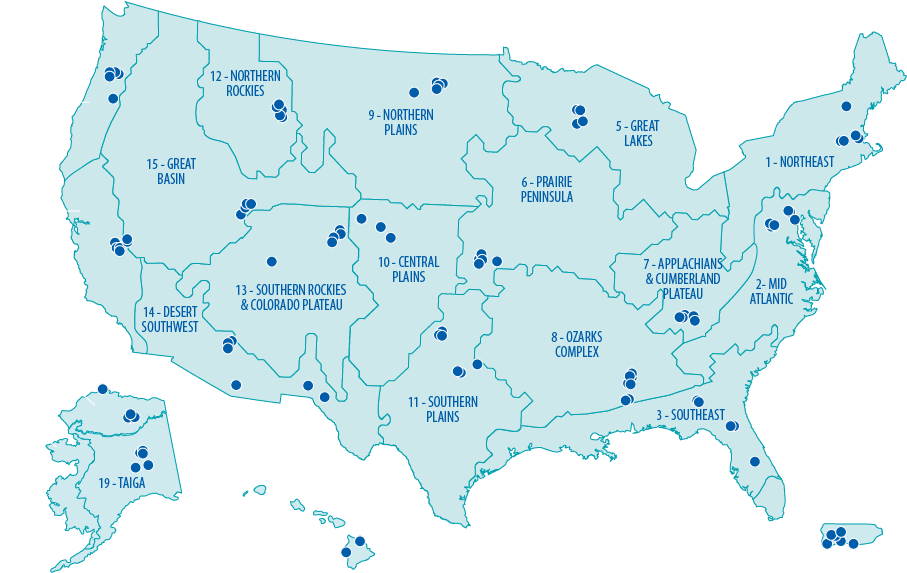 12 - NORTHERN
ROCKIES
9 - NORTHERN
PLAINS
5 - GREAT
LAKES
1 - NORTHEAST
15 - GREAT
BASIN
6 - PRAIRIE
PENINSULA
10 - CENTRAL
PLAINS
7 - APPLACHIANS
& CUMBERLAND
PLATEAU
2- MID
ATLANTIC
13 - SOUTHERN ROCKIES
& COLORADO PLATEAU
14 - DESERT
SOUTHWEST
8 - OZARKS
COMPLEX
11 - SOUTHERN
PLAINS
3 - SOUTHEAST
19 - TAIGA